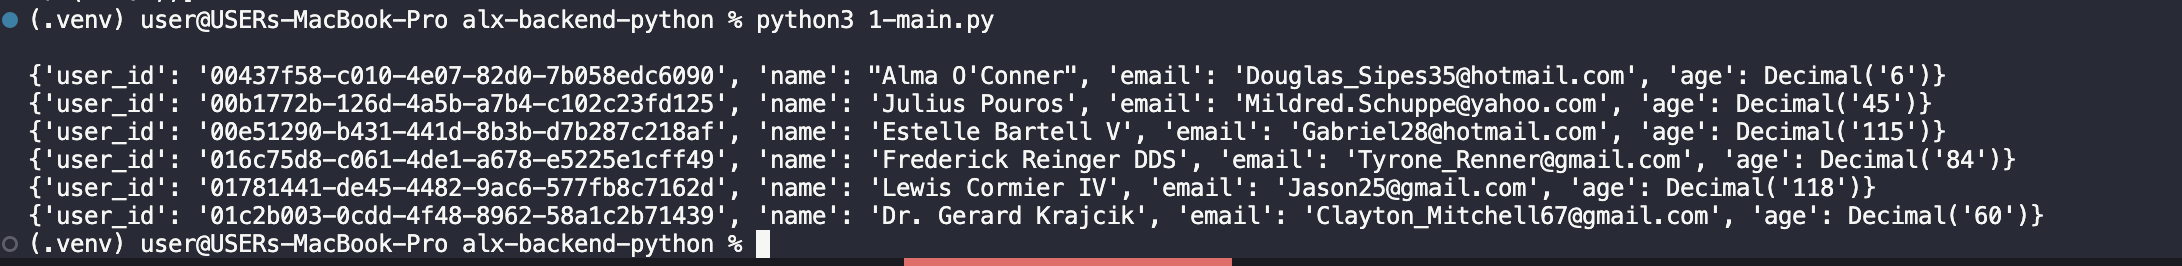 (.venv) user@USERs-MacBook-Pro alx-backend-python % python3 1-main.py
{'user_id': '00437f58-c010-4e07-82d0-7b058edc6090', 'name': "Alma O'Conner", 'email': 'Douglas_Sipes35@hotmail.com', 'age': Decimal('6')}
{'user_id': '00b1772b-126d-4a5b-a7b4-c102c23fd125', 'name': 'Julius Pouros', 'email': 'Mildred.Schuppe@yahoo.com', 'age': Decimal('45')}
{'user_id': '00e51290-b431-441d-8b3b-d7b287c218af', 'name': 'Estelle Bartell V', 'email': 'Gabriel28@hotmail.com', 'age': Decimal('115')}
{'user_id': '016c75d8-c061-4de1-a678-e5225e1cff49', 'name': 'Frederick Reinger DDS', 'email': 'Tyrone_Renner@gmail.com', 'age': Decimal('84')}
{'user_id': '01781441-de45-4482-9ac6-577fb8c7162d', 'name': 'Lewis Cormier IV', 'email': 'Jason25@gmail.com', 'age': Decimal('118')}
{'user_id': '01c2b003-0cdd-4f48-8962-58a1c2b71439', 'name': 'Dr. Gerard Krajcik', 'email': 'Clayton_Mitchell67@gmail.com', 'age': Decimal('60')}
(.venv) user@USERs-MacBook-Pro alx-backend-python %